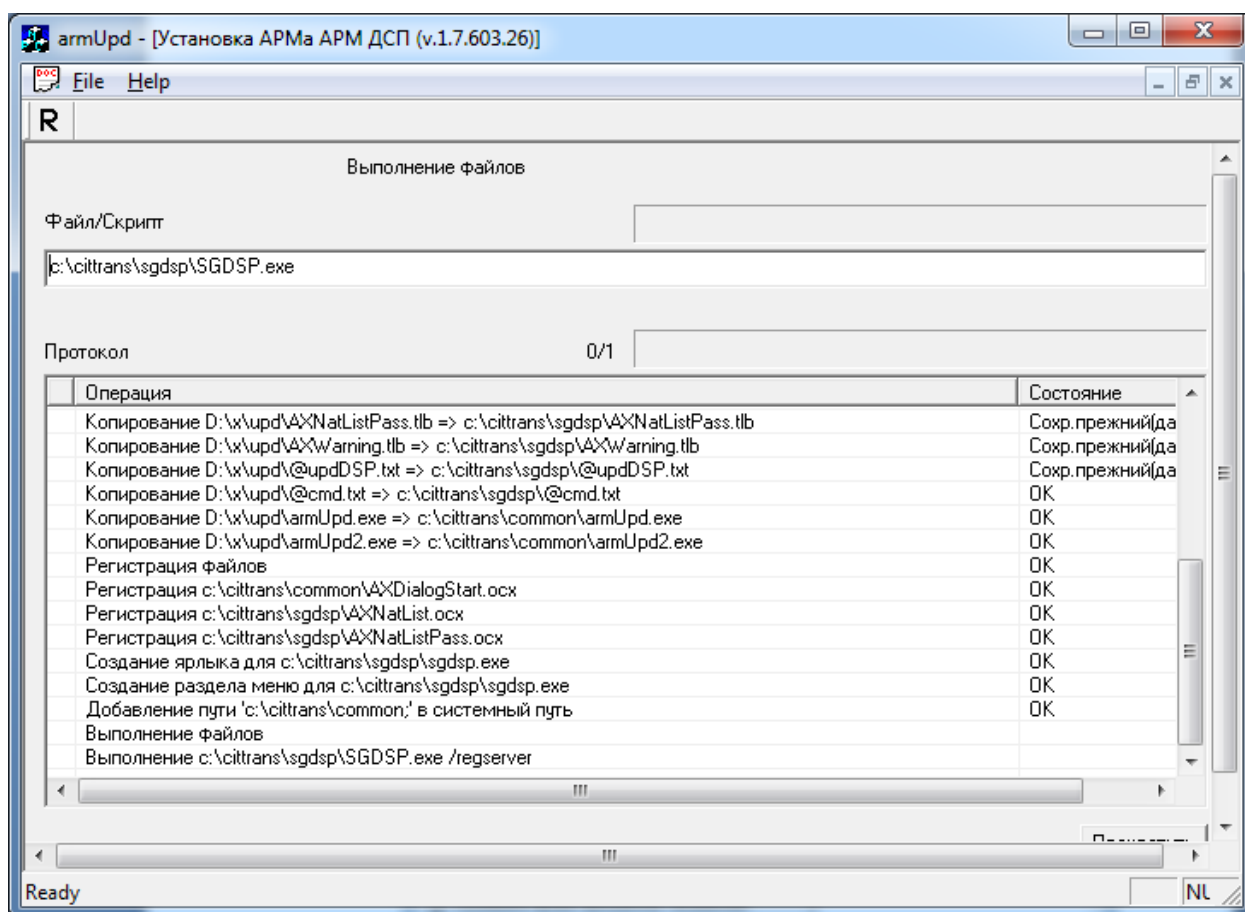 armUpd - [Установка АРМа АРМ ДСП (v.1.7.603.26)]
File Help
R
Выполнение файлов
Файл/Скрипт
c:\cittrans\sgdsp\SGDSP.exe
Протокол 0/1
Операция Состояние
Копирование D:\x\upd\AXNatListPass.tlb => c:\cittrans\sgdsp\AXNatListPass.tlb Сохр.прежний(да
Копирование D:\x\upd\AXWarning.tlb => c:\cittrans\sgdsp\AXWarning.tlb Сохр.прежний(да
Копирование D:\x\upd\@updDSP.txt => c:\cittrans\sgdsp\@updDSP.txt Сохр.прежний(да
Копирование D:\x\upd\@cmd.txt => c:\cittrans\sgdsp\@cmd.txt OK
Копирование D:\x\upd\armUpd.exe => c:\cittrans\common\armUpd.exe OK
Копирование D:\x\upd\armUpd2.exe => c:\cittrans\common\armUpd2.exe OK
Регистрация файлов OK
Регистрация c:\cittrans\common\AXDialogStart.ocx OK
Регистрация c:\cittrans\sgdsp\AXNatList.ocx OK
Регистрация c:\cittrans\sgdsp\AXNatListPass.ocx OK
Создание ярлыка для c:\cittrans\sgdsp\sgdsp.exe OK
Создание раздела меню для c:\cittrans\sgdsp\sgdsp.exe OK
Добавление пути 'c:\cittrans\common;' в системный путь OK
Выполнение файлов
Выполнение c:\cittrans\sgdsp\SGDSP.exe /regserver
Ready NU